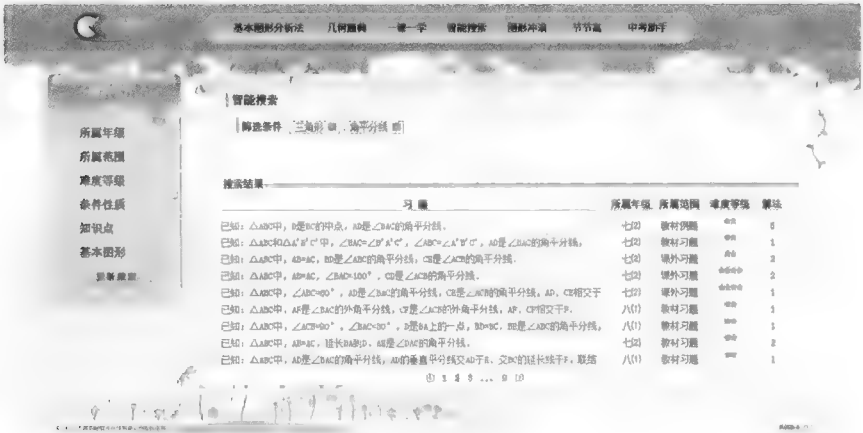 基本图形分析法 几何题典 一课一学 智能搜索 图形冲浪 节节高 中考助手
智能搜索
筛选条件 三角形 角平分线
所属年级
所属范围
难度等级
条件性质
知识点
基本图形
重新搜索
搜索结果
习题 所属年级 所属范围 难度等级 解法
已知:△ABC中,D是BC的中点,AD是∠BAC的角平分线. 七(2) 教材例题 6
已知:△ABC和△A'B'C'中,∠BAC=∠B'A'C',∠ABC=∠A'B'C',AD是∠BAC的角平分线, 七(2) 教材习题 1
已知:△ABC中,AB=AC,BD是∠ABC的角平分线,CE是∠ACB的角平分线. 七(2) 课外习题 3
已知:△ABC中,AB=AC,∠BAC=100°,CD是∠ACB的角平分线. 七(2) 课外习题 2
已知:△ABC中,∠ABC=60°,AD是∠BAC的角平分线,CE是∠ACB的角平分线,AD、CE相交于 七(2) 课外习题 1
已知:△ABC中,AF是∠BAC的外角平分线,CF是∠ACB的外角平分线,AF、CF相交于F. 八(1) 教材习题 1
已知:△ABC中,∠ACB=90°,∠BAC=30°,D是BA上的一点,BD=BC,BE是∠ABC的角平分线, 八(1) 教材习题 1
已知:△ABC中,AB=AC,延长BA到D,AE是∠DAC的角平分线. 七(2) 教材习题 2
已知:△ABC中,AD是∠BAC的角平分线,AD的垂直平分线交AD于E、交BC的延长线于F,联结 八(1) 教材习题 1
1 2 3 ... 9